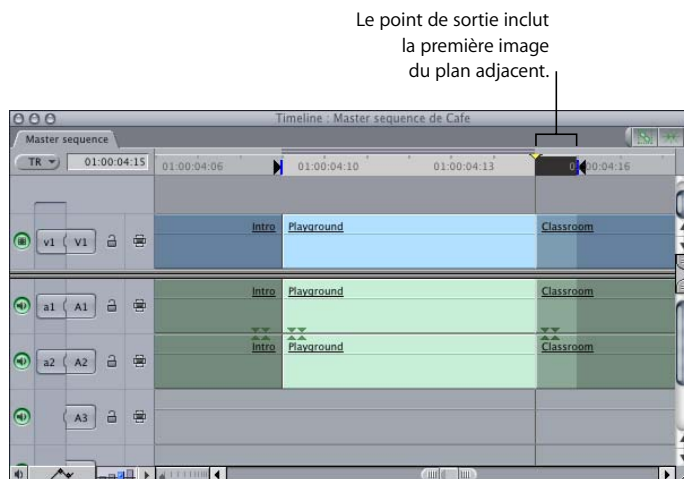 Le point de sortie inclut
la première image
du plan adjacent.
Timeline : Master sequence de Cafe
Master sequence
TR 01:00:04:15 01:00:04:06 01:00:04:10 01:00:04:13 00:04:16
v1 V1 Intro Playground Classroom
a1 A1 Intro Playground Classroom
a2 A2 Intro Playground Classroom
A3